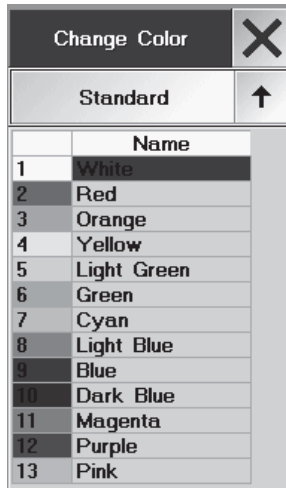 Change Color
Standard
Name
1 White
2 Red
3 Orange
4 Yellow
5 Light Green
6 Green
7 Cyan
8 Light Blue
9 Blue
10 Dark Blue
11 Magenta
12 Purple
13 Pink